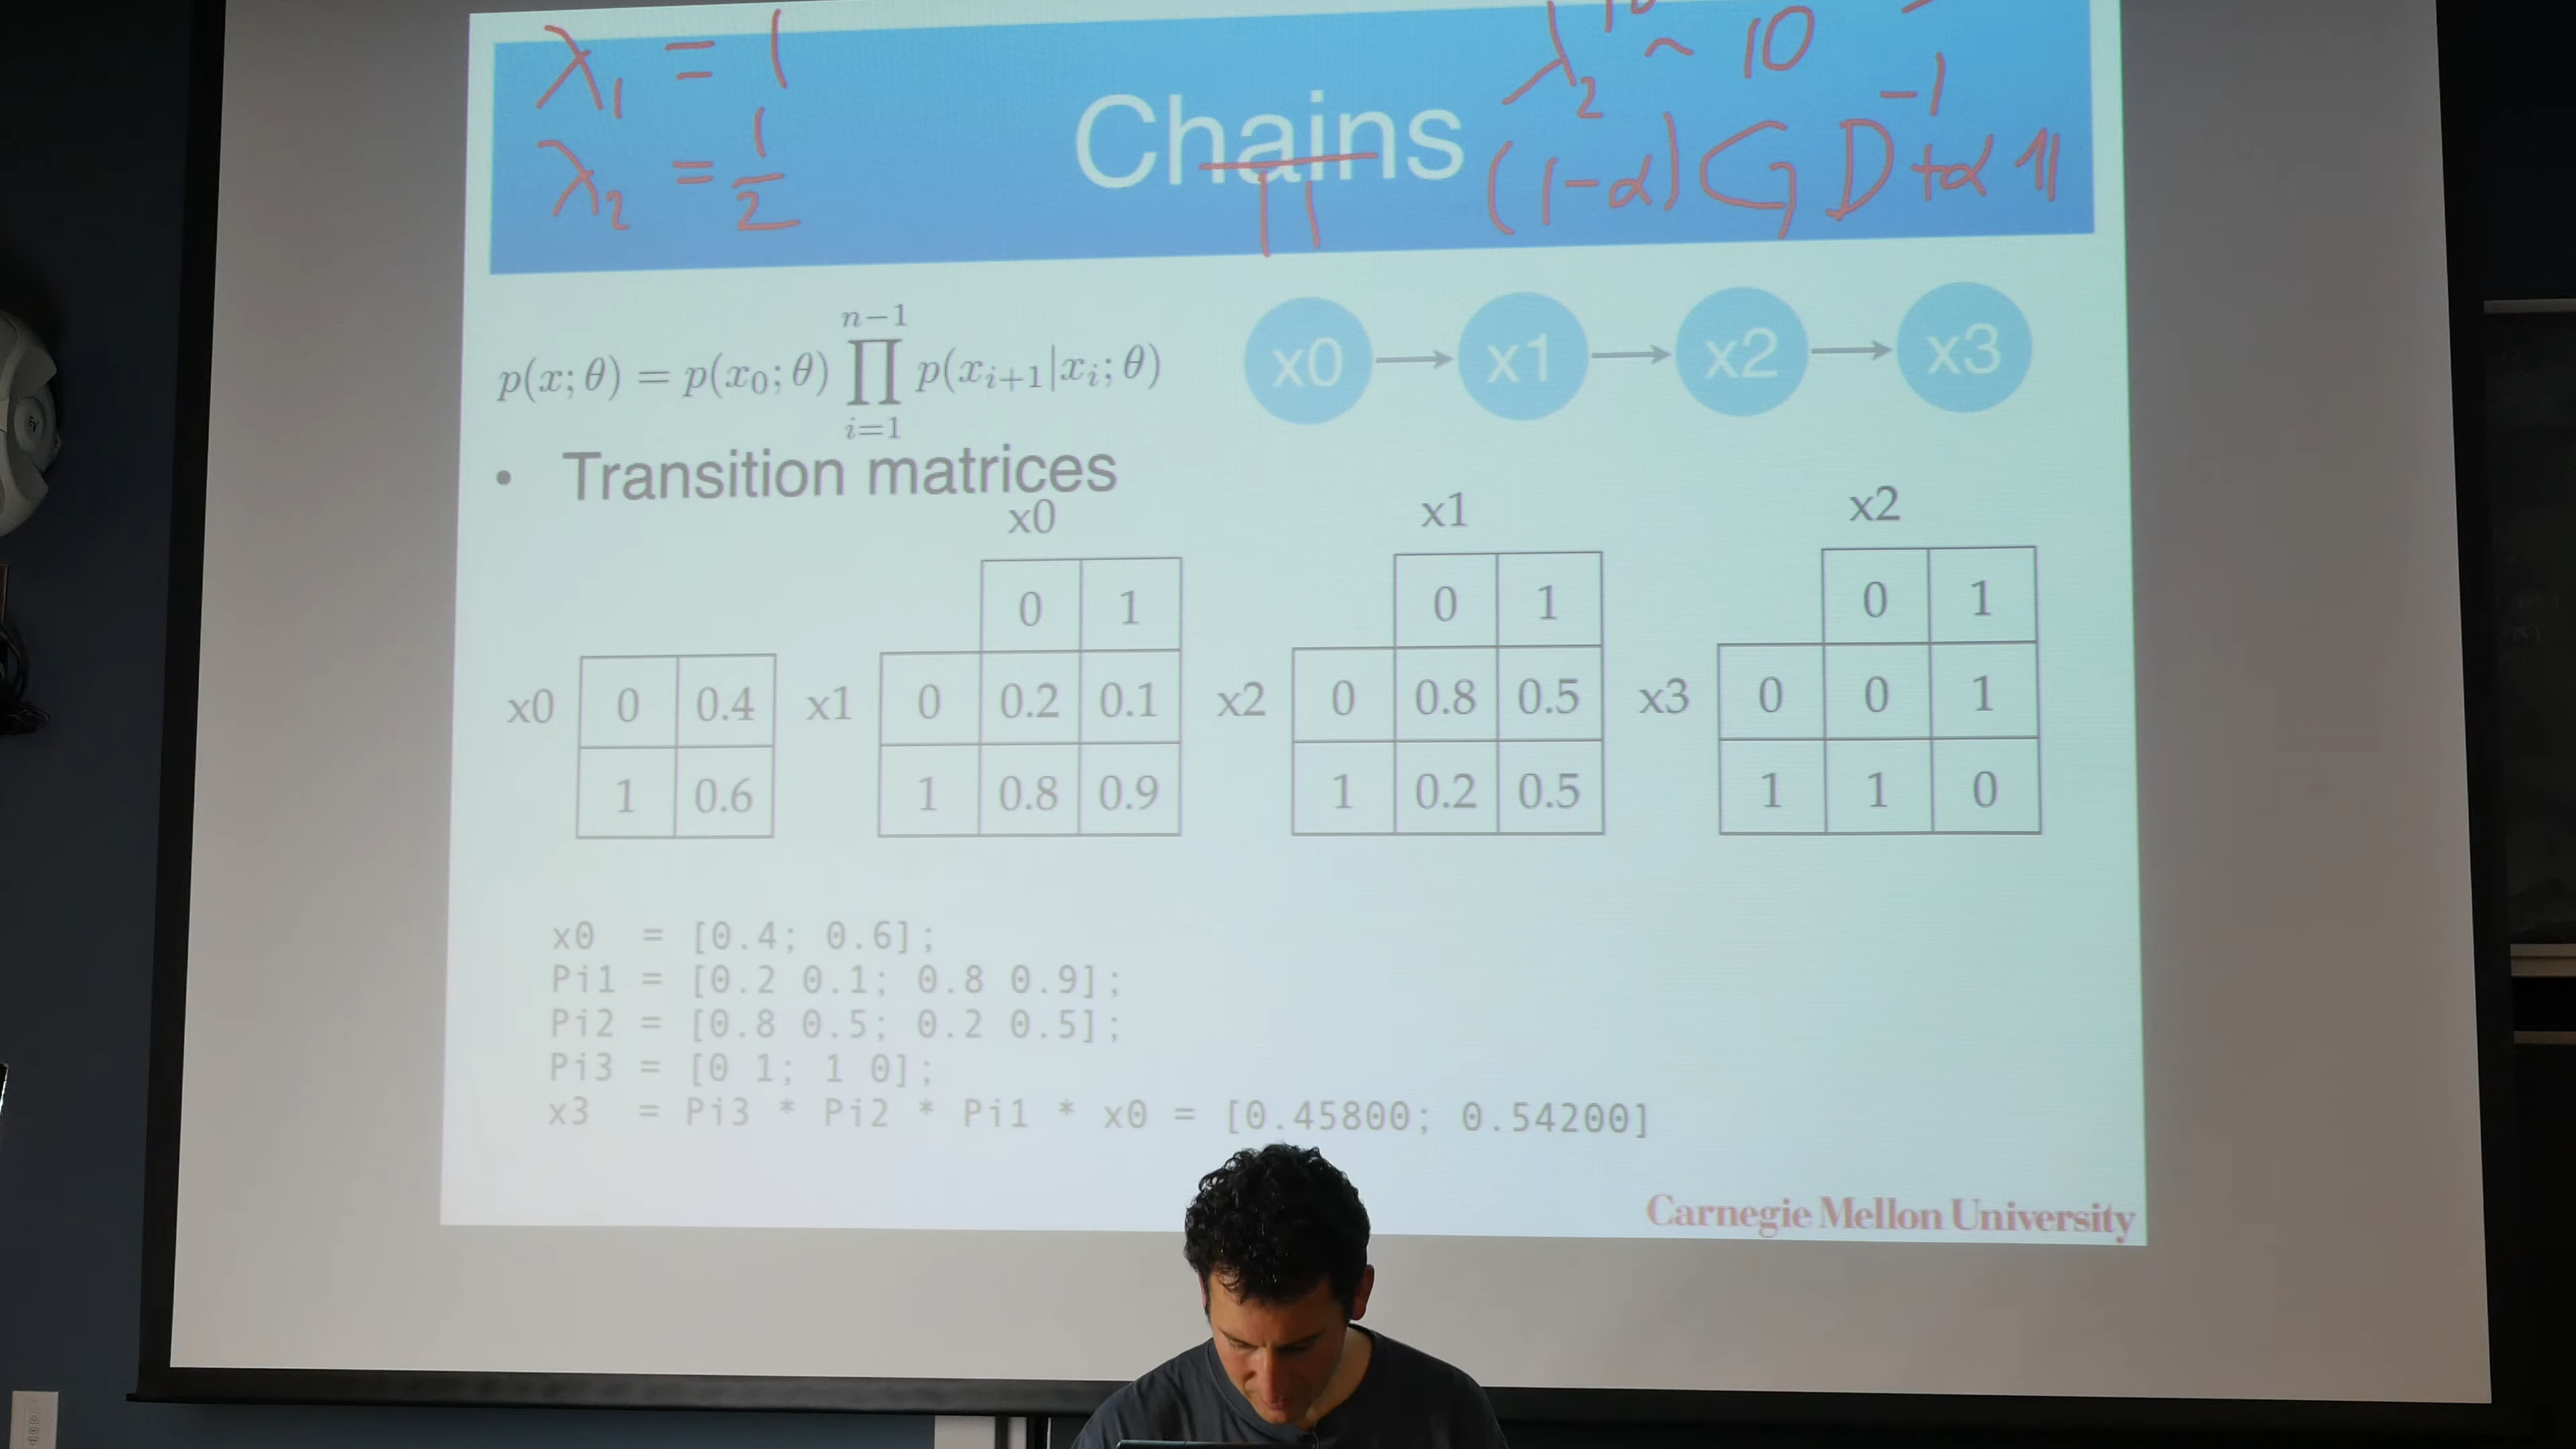 λ₁ = 1
λ₂ = 1/2
λ₂¹⁰ ~ 10
Chains
Π
(1-α) G D⁻¹ + α 1
p(x; θ) = p(x₀; θ) ∏_{i=1}^{n−1} p(x_{i+1}|x_i; θ)
x0 → x1 → x2 → x3
• Transition matrices
x0 x1 x2
0 1 0 1 0 1
x0 0 0.4 x1 0 0.2 0.1 x2 0 0.8 0.5 x3 0 0 1
1 0.6 1 0.8 0.9 1 0.2 0.5 1 1 0
x0 = [0.4; 0.6];
Pi1 = [0.2 0.1; 0.8 0.9];
Pi2 = [0.8 0.5; 0.2 0.5];
Pi3 = [0 1; 1 0];
x3 = Pi3 * Pi2 * Pi1 * x0 = [0.45800; 0.54200]
Carnegie Mellon University